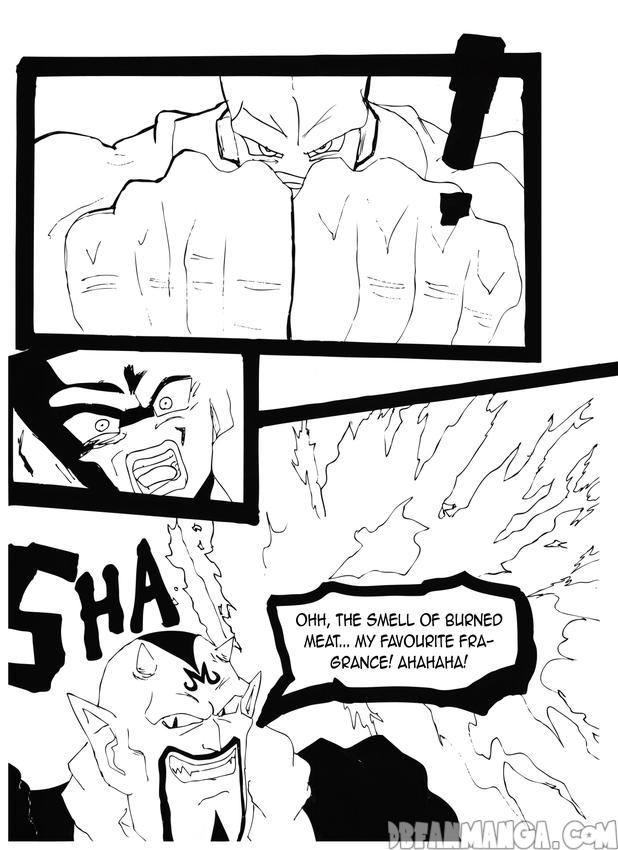 !
SHA
OHH, THE SMELL OF BURNED
MEAT... MY FAVOURITE FRA-
GRANCE! AHAHAHA!
M
DBFANMANGA.COM